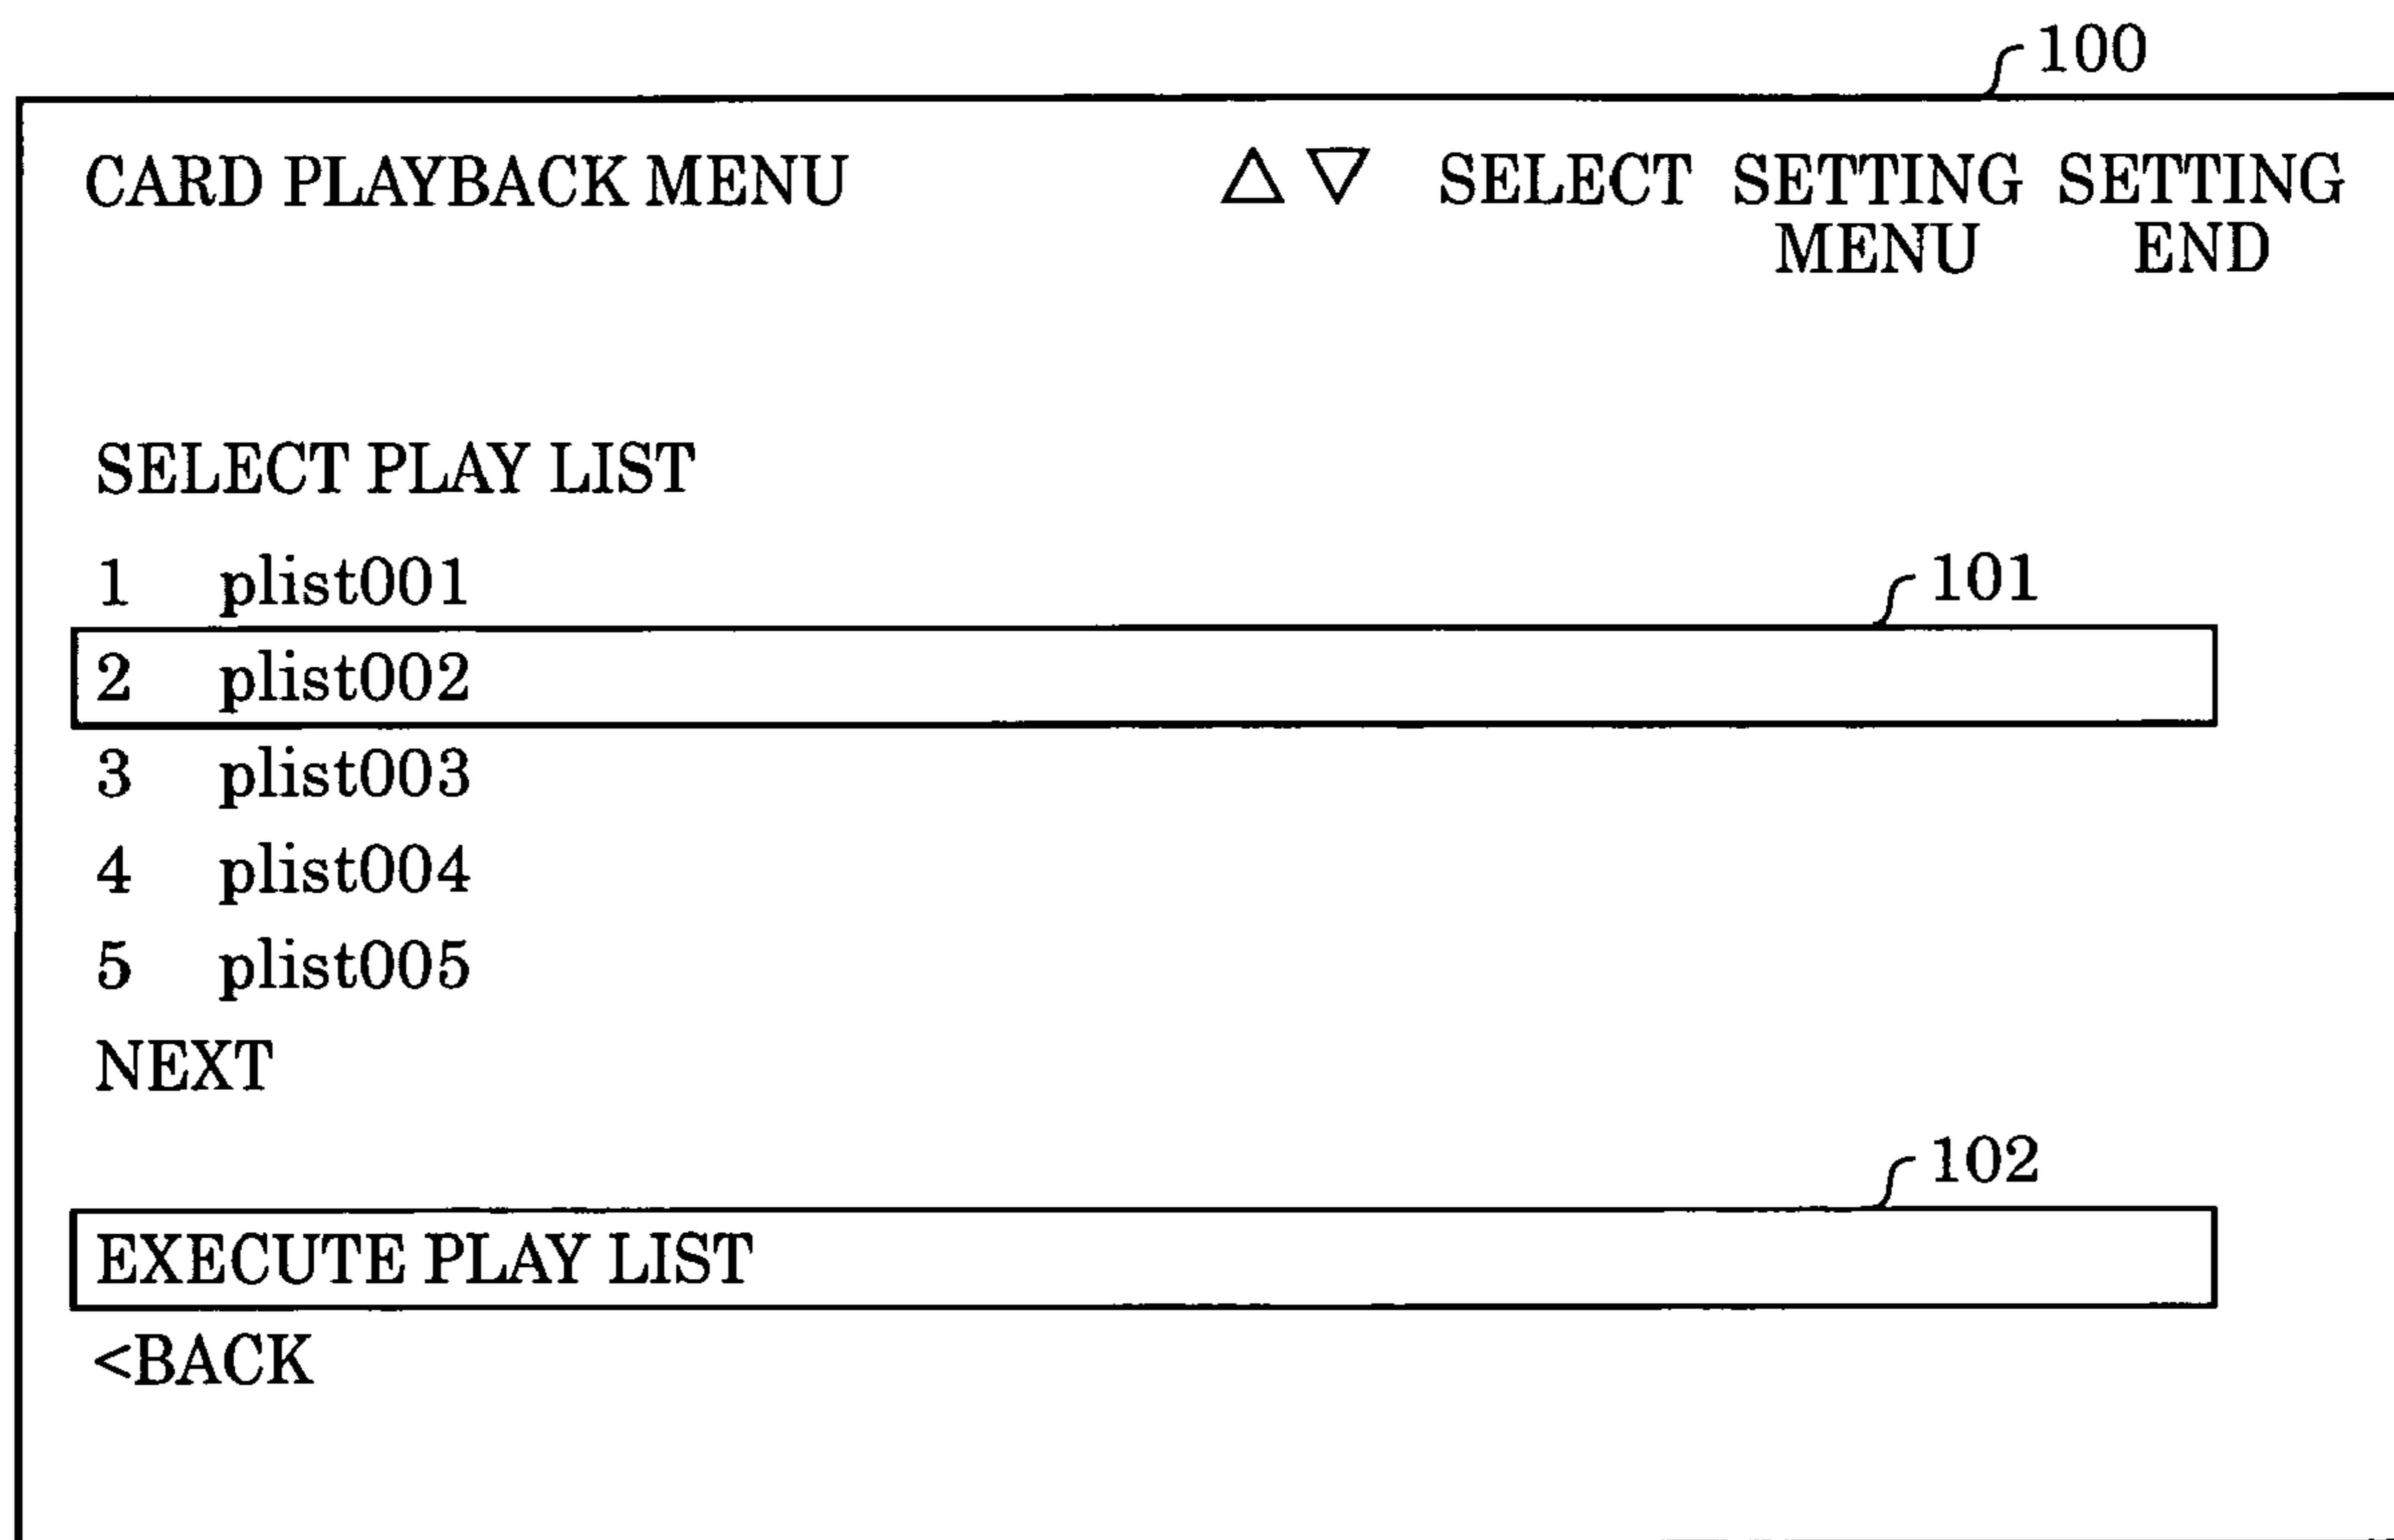 100
CARD PLAYBACK MENU △ ▽ SELECT SETTING SETTING
MENU END
SELECT PLAY LIST
1 plist001
101
2 plist002
3 plist003
4 plist004
5 plist005
NEXT
102
EXECUTE PLAY LIST
<BACK